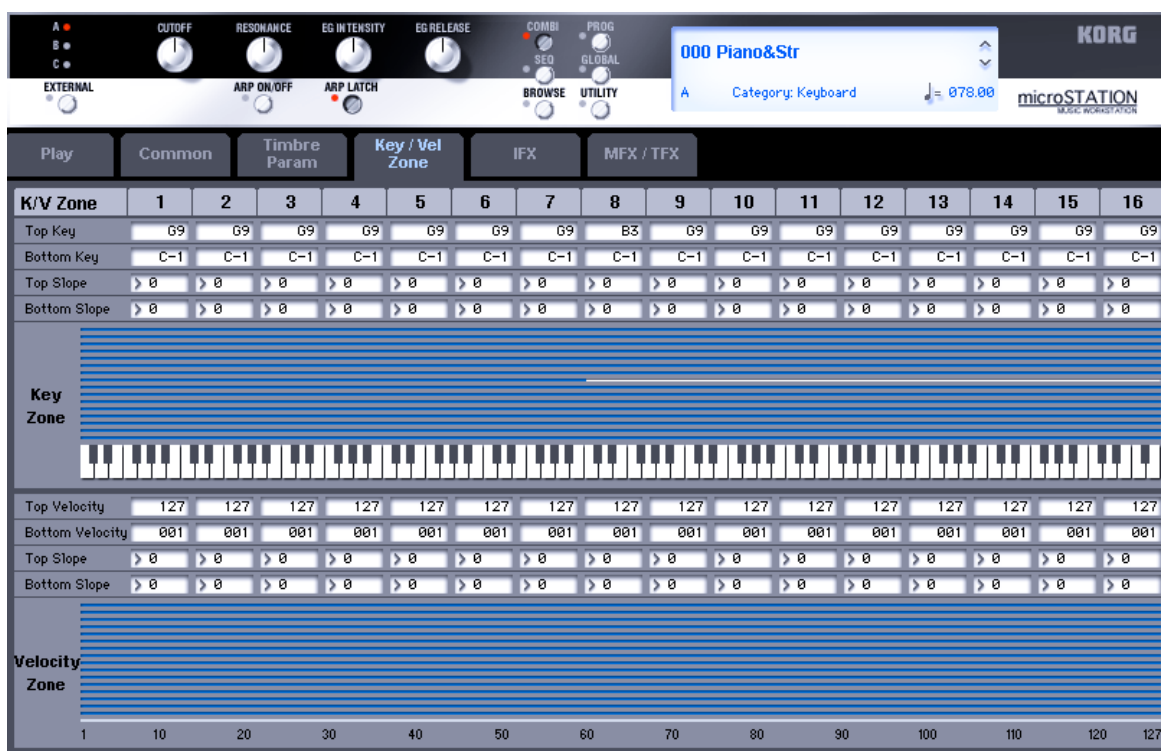 A CUTOFF RESONANCE EG INTENSITY EG RELEASE COMBI PROG
B
C
SEQ GLOBAL
EXTERNAL ARP ON/OFF ARP LATCH BROWSE UTILITY
000 Piano&Str
A Category: Keyboard ♩= 078.00
KORG
microSTATION
MUSIC WORKSTATION
Play Common Timbre Param Key / Vel Zone IFX MFX / TFX
K/V Zone 1 2 3 4 5 6 7 8 9 10 11 12 13 14 15 16
Top Key G9 G9 G9 G9 G9 G9 G9 B3 G9 G9 G9 G9 G9 G9 G9 G9
Bottom Key C-1 C-1 C-1 C-1 C-1 C-1 C-1 C-1 C-1 C-1 C-1 C-1 C-1 C-1 C-1 C-1
Top Slope 0 0 0 0 0 0 0 0 0 0 0 0 0 0 0 0
Bottom Slope 0 0 0 0 0 0 0 0 0 0 0 0 0 0 0 0
Key
Zone
Top Velocity 127 127 127 127 127 127 127 127 127 127 127 127 127 127 127 127
Bottom Velocity 001 001 001 001 001 001 001 001 001 001 001 001 001 001 001 001
Top Slope 0 0 0 0 0 0 0 0 0 0 0 0 0 0 0 0
Bottom Slope 0 0 0 0 0 0 0 0 0 0 0 0 0 0 0 0
Velocity
Zone
1 10 20 30 40 50 60 70 80 90 100 110 120 127